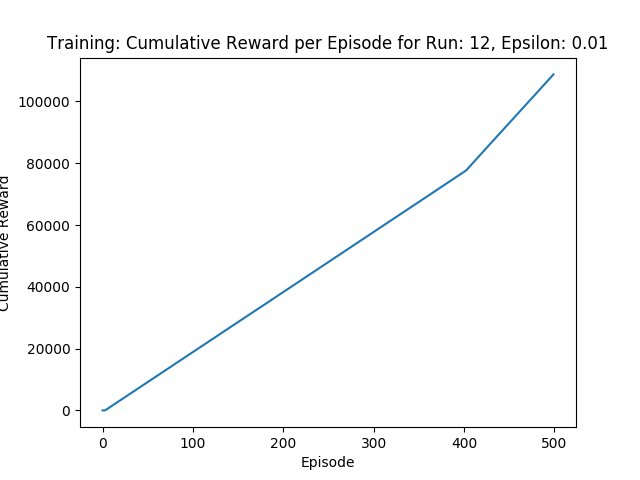 Training: Cumulative Reward per Episode for Run: 12, Epsilon: 0.01
100000
80000
60000
40000
20000
0
Cumulative Reward
0 100 200 300 400 500
Episode